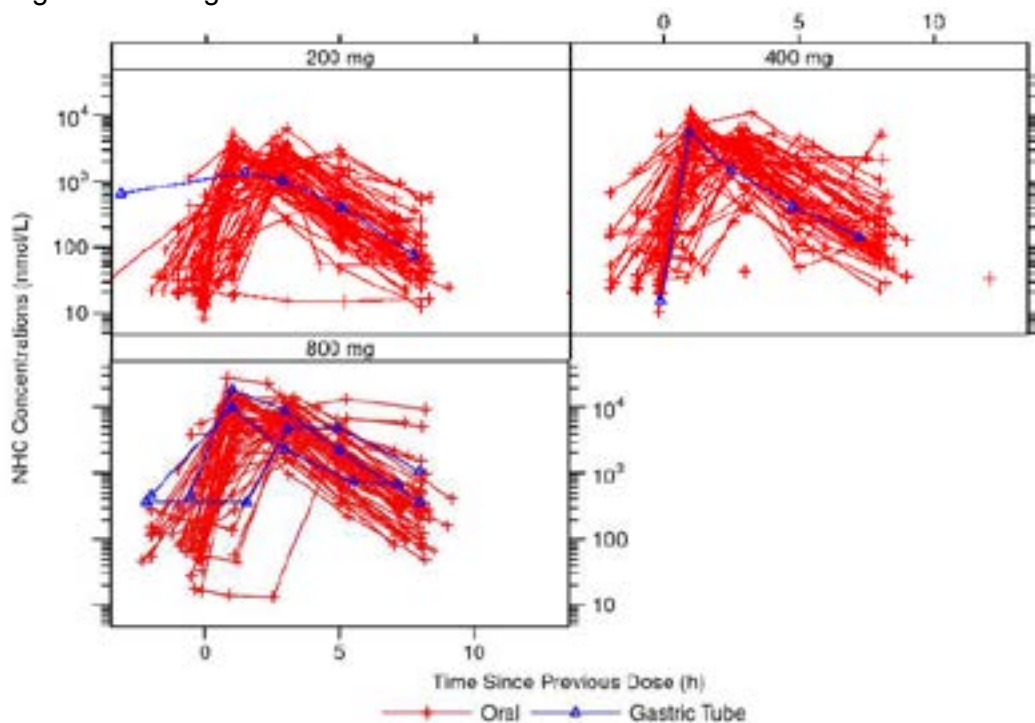 0 5 10
200 mg 400 mg
10⁴
10³
100
10
NHC Concentrations (nmol/L)
800 mg
10⁴
10³
100
10
0 5 10
Time Since Previous Dose (h)
Oral Gastric Tube